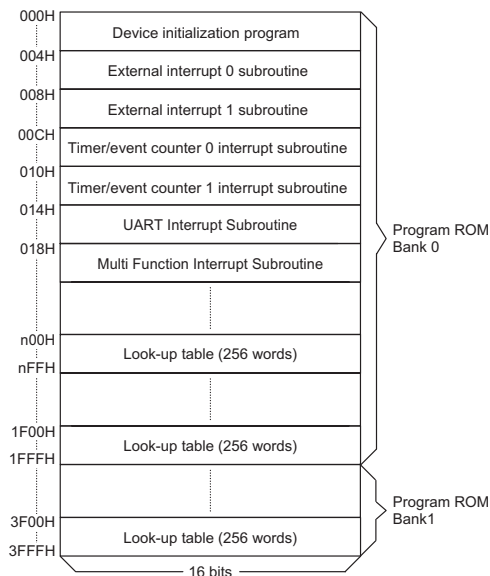 000H
Device initialization program
004H
External interrupt 0 subroutine
008H
External interrupt 1 subroutine
00CH
Timer/event counter 0 interrupt subroutine
010H
Timer/event counter 1 interrupt subroutine
014H
UART Interrupt Subroutine
018H
Multi Function Interrupt Subroutine
Program ROM
Bank 0
n00H
Look-up table (256 words)
nFFH
1F00H
Look-up table (256 words)
1FFFH
Program ROM
Bank1
3F00H
Look-up table (256 words)
3FFFH
16 bits